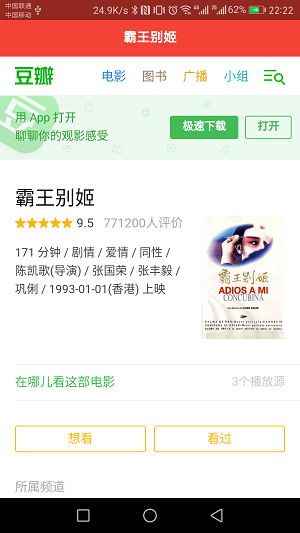 中国联通
中国移动
24.9K/s 62% 22:22
霸王别姬
豆瓣 电影 图书 广播 小组
用 App 打开
聊聊你的观影感受
极速下载 打开
霸王别姬
9.5 771200人评价
171 分钟 / 剧情 / 爱情 / 同性 /
陈凯歌(导演) / 张国荣 / 张丰毅 /
巩俐 / 1993-01-01(香港) 上映
霸王别姬
ADIOS A MI
CONCUBINA
在哪儿看这部电影 3个播放源
想看 看过
所属频道